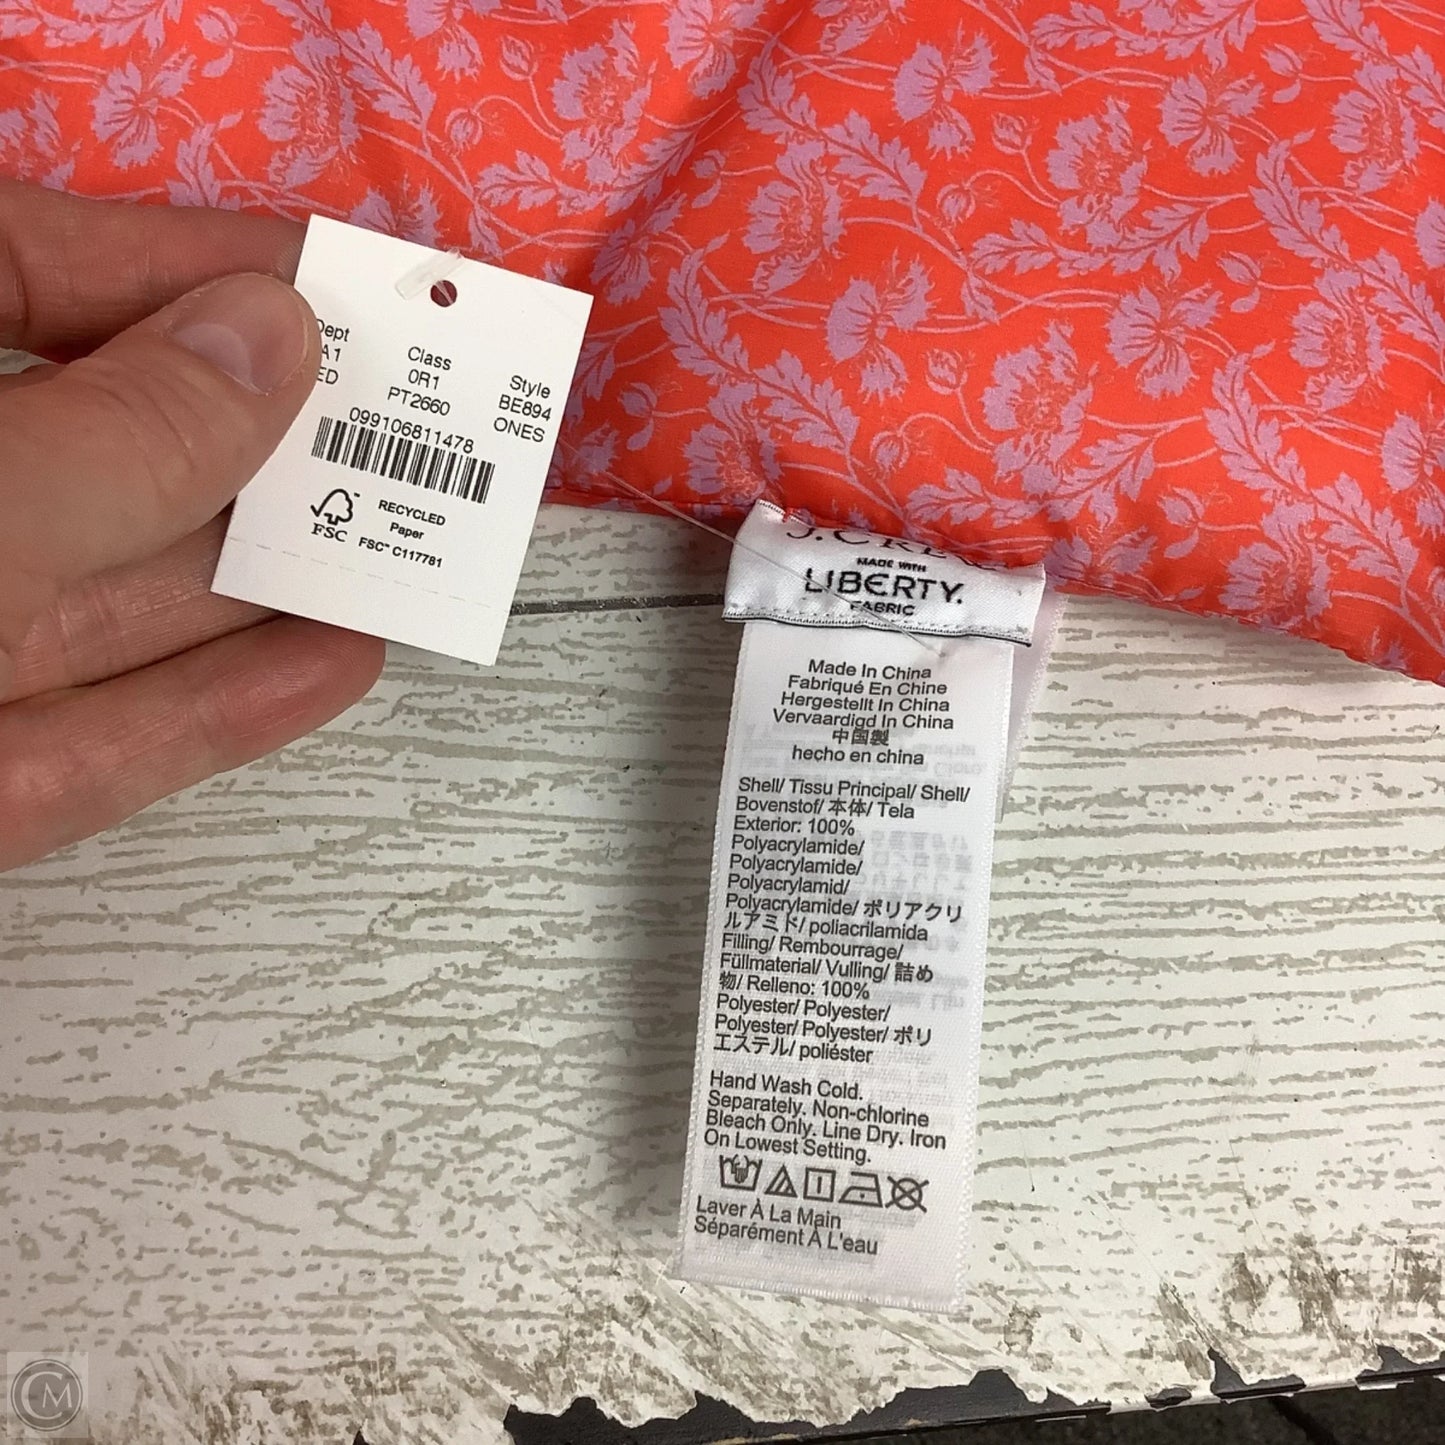 Dept Class Style
A1 0R1 BE894
ED PT2660 ONES
099106811478
FSC
RECYCLED
Paper
FSC™ C117781
J.CREW
MADE WITH
LIBERTY.
FABRIC
Made In China
Fabriqué En Chine
Hergestellt In China
Vervaardigd In China
中国製
hecho en china
Shell/ Tissu Principal/ Shell/
Bovenstof/ 本体/ Tela
Exterior: 100%
Polyacrylamide/
Polyacrylamide/
Polyacrylamid/
Polyacrylamide/ ポリアクリ
ルアミド/ poliacrilamida
Filling/ Rembourrage/
Füllmaterial/ Vulling/ 詰め
物/ Relleno: 100%
Polyester/ Polyester/
Polyester/ Polyester/ ポリ
エステル/ poliéster
Hand Wash Cold.
Separately. Non-chlorine
Bleach Only. Line Dry. Iron
On Lowest Setting.
Laver À La Main
Séparément À L'eau
CM